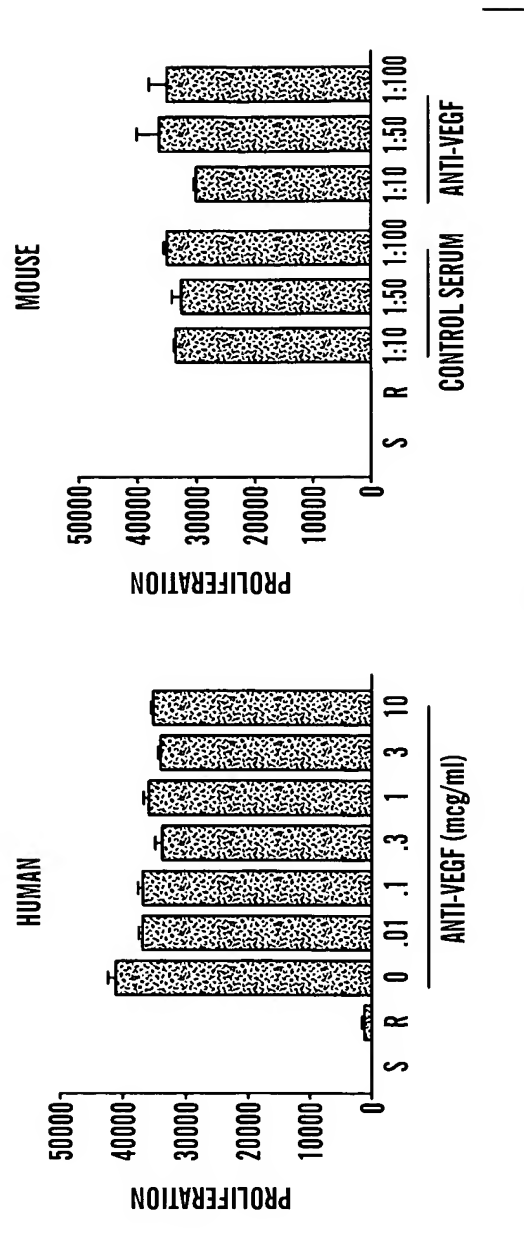 HUMAN
PROLIFERATION
50000
40000
30000
20000
10000
0
S R 0 .01 .1 .3 1 3 10
ANTI-VEGF (mcg/ml)
MOUSE
PROLIFERATION
50000
40000
30000
20000
10000
0
S R 1:10 1:50 1:100 1:10 1:50 1:100
CONTROL SERUM ANTI-VEGF